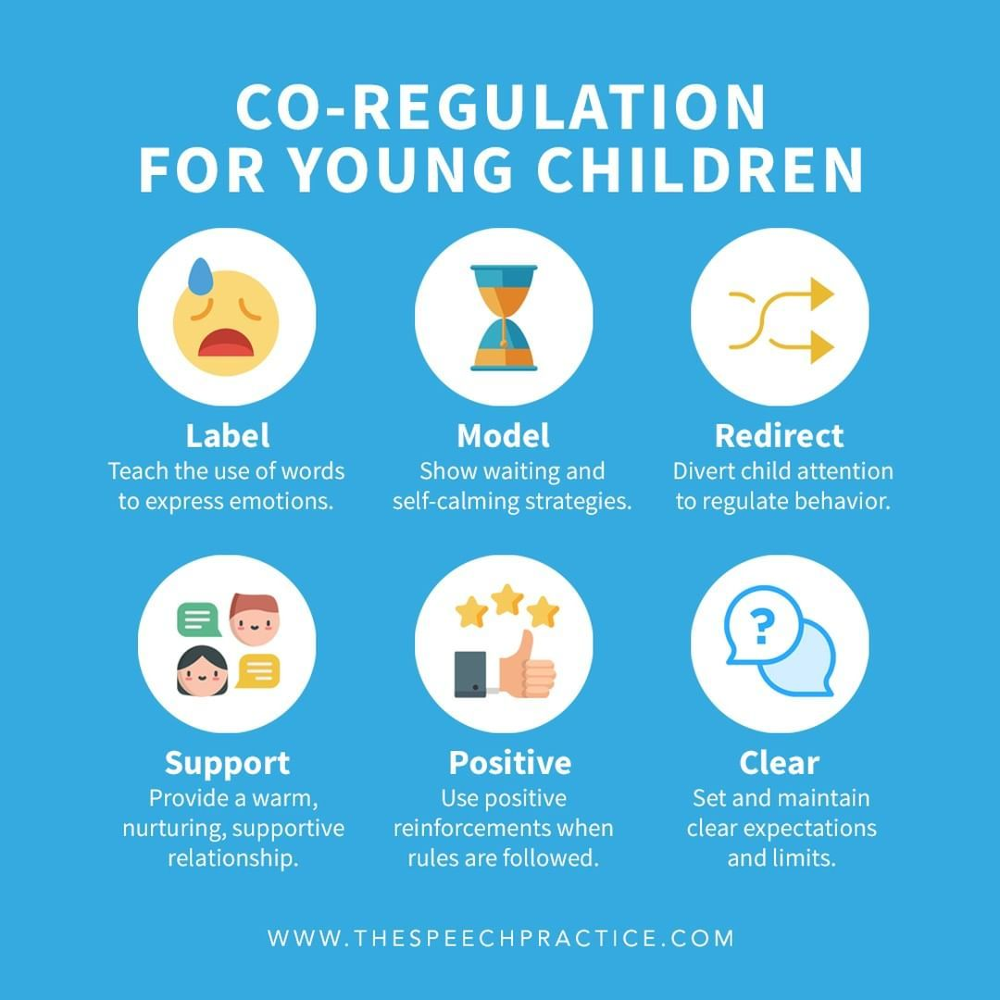 CO-REGULATION
FOR YOUNG CHILDREN
Label
Teach the use of words
to express emotions.
Model
Show waiting and
self-calming strategies.
Redirect
Divert child attention
to regulate behavior.
?
Support
Provide a warm,
nurturing, supportive
relationship.
Positive
Use positive
reinforcements when
rules are followed.
Clear
Set and maintain
clear expectations
and limits.
WWW.THESPEECHPRACTICE.COM